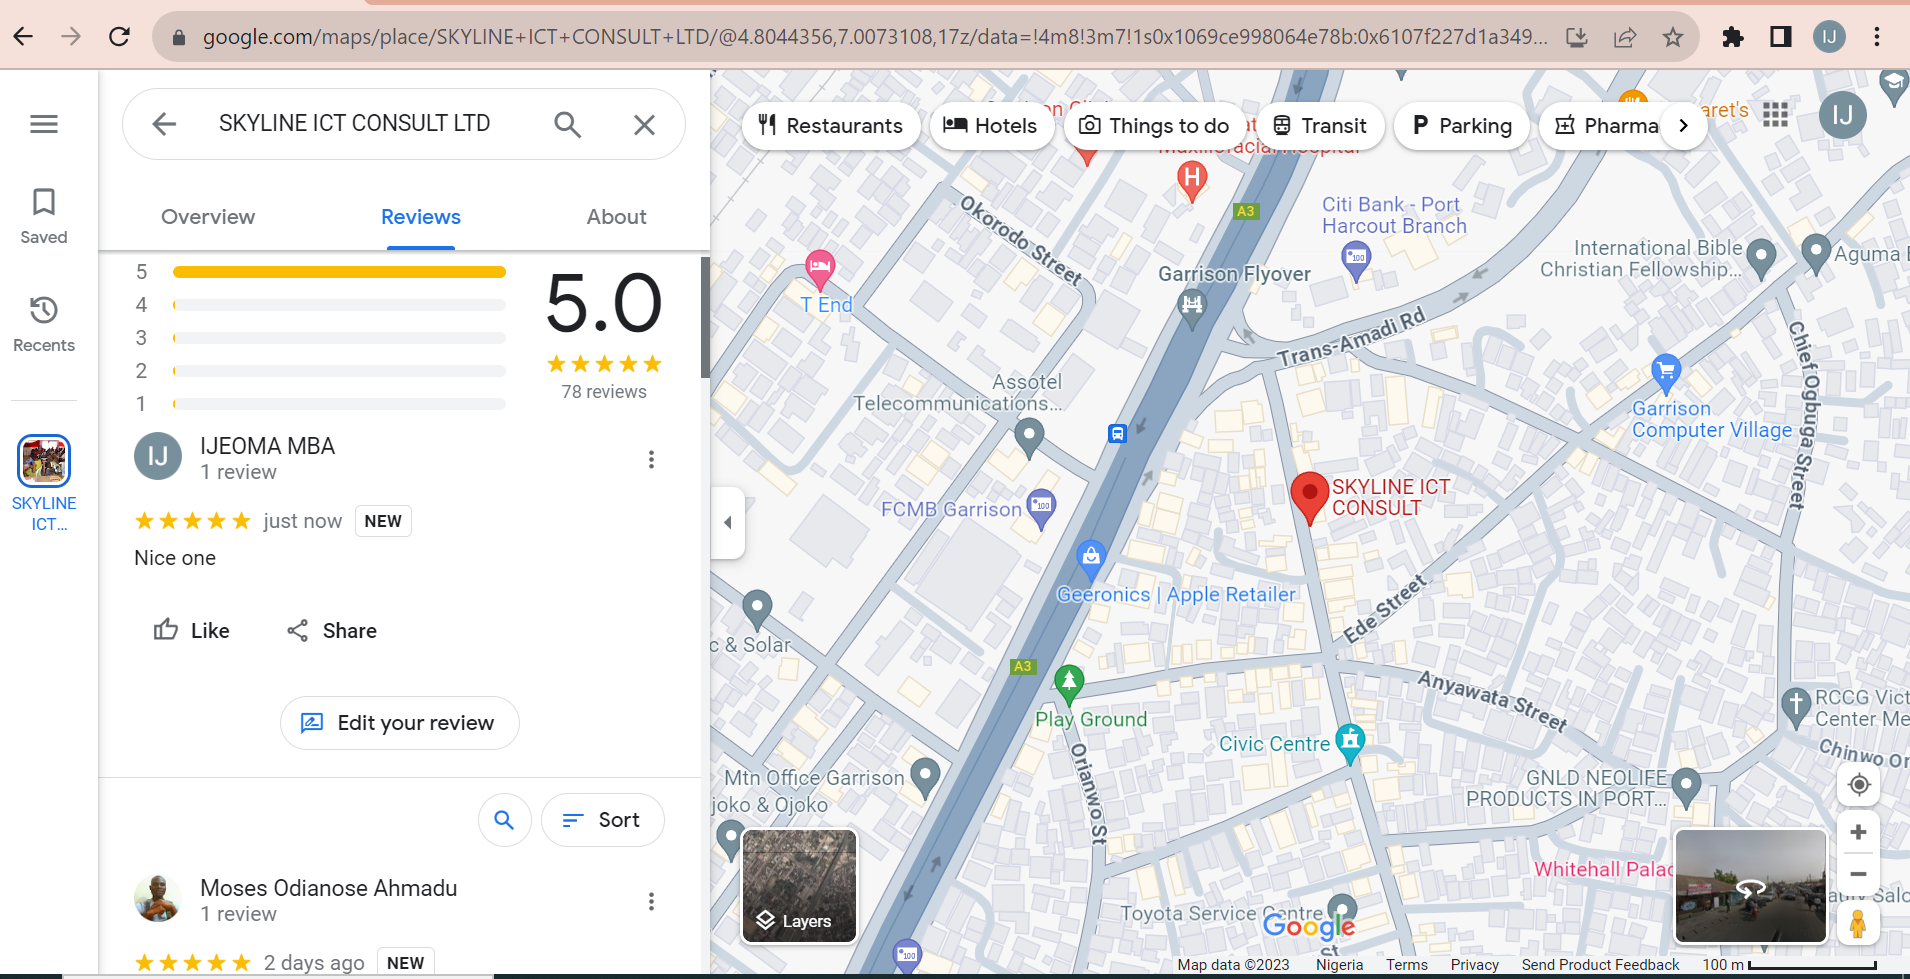 google.com/maps/place/SKYLINE+ICT+CONSULT+LTD/@4.8044356,7.0073108,17z/data=!4m8!3m7!1s0x1069ce998064e78b:0x6107f227d1a349...
IJ
Saved
Recents
SKYLINE
ICT...
SKYLINE ICT CONSULT LTD
Overview
Reviews
About
5
4
3
2
1
5.0
78 reviews
IJ
IJEOMA MBA
1 review
just now NEW
Nice one
Like
Share
Edit your review
Sort
Moses Odianose Ahmadu
1 review
2 days ago NEW
Restaurants
Hotels
Things to do
Transit
P Parking
Pharma
aret's
IJ
Maxillofacial Hospital
H
A3
Okorodo Street
Citi Bank - Port
Harcout Branch
International Bible
Christian Fellowship...
Aguma
Garrison Flyover
T End
Trans-Amadi Rd
Chief Ogbuga Street
Assotel
Telecommunications...
Garrison
Computer Village
SKYLINE ICT
CONSULT
FCMB Garrison
Geeronics | Apple Retailer
Ede Street
c & Solar
A3
Anyawata Street
Play Ground
RCCG Vict
Center Me
Civic Centre
Chinwo Or
Orianwo St
Mtn Office Garrison
joko & Ojoko
GNLD NEOLIFE
PRODUCTS IN PORT...
Whitehall Palac
Layers
Toyota Service Centre
Google
St
Map data ©2023
Nigeria
Terms
Privacy
Send Product Feedback
100 m